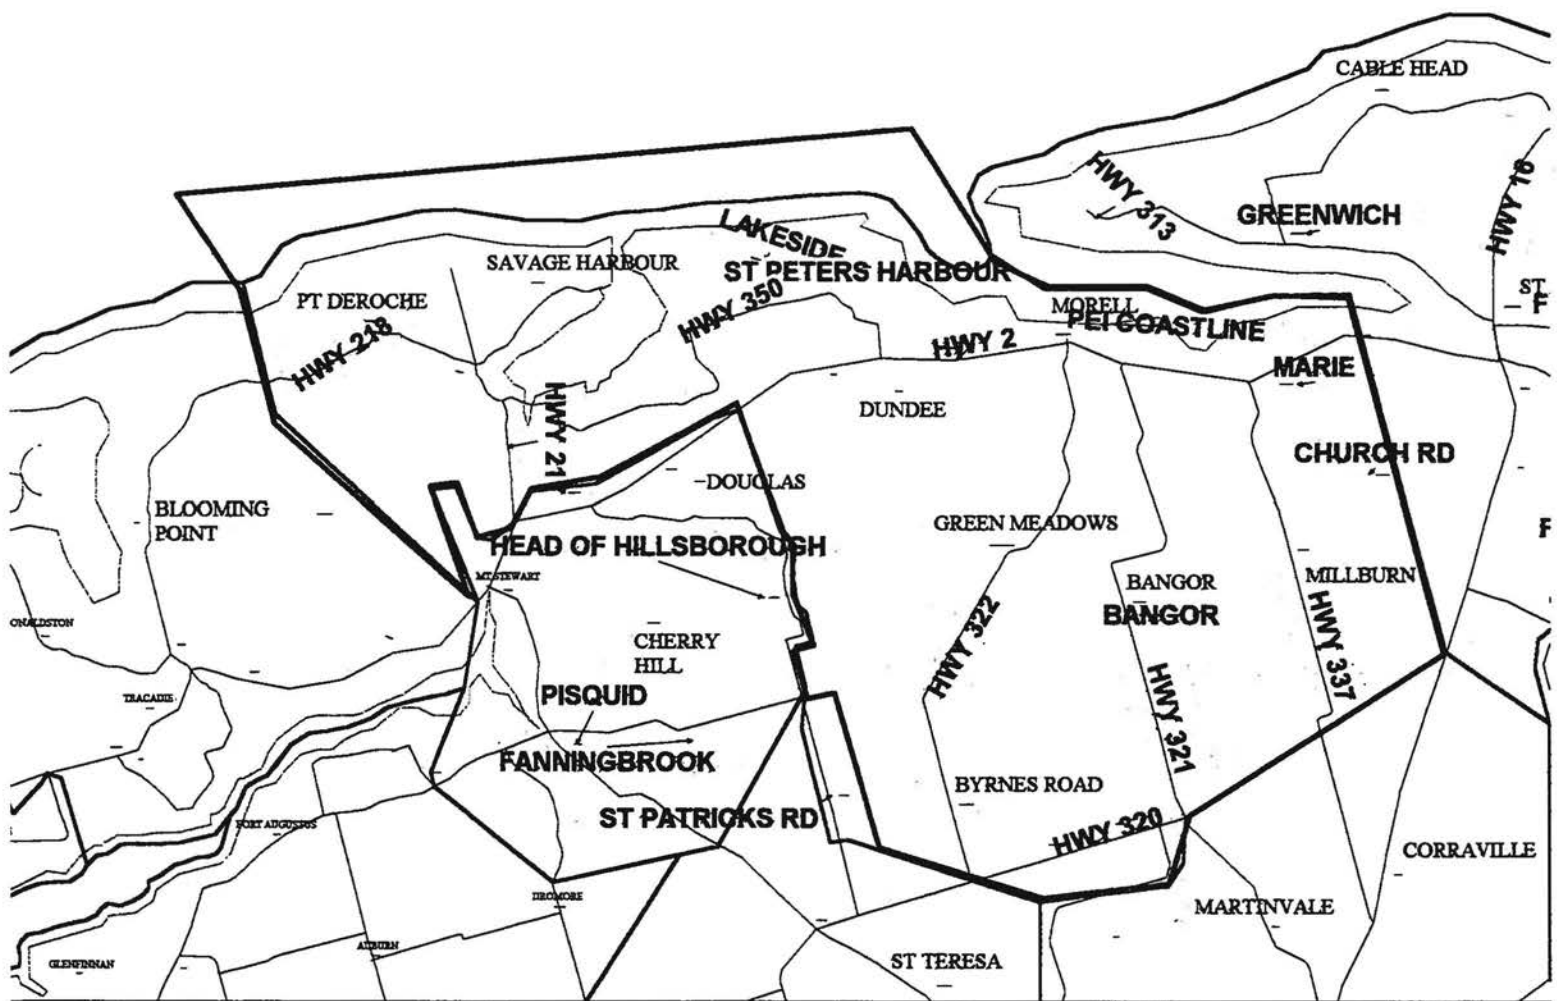 CABLE HEAD
HWY 313
HWY 16
GREENWICH
LAKESIDE
SAVAGE HARBOUR
ST PETERS HARBOUR
PT DEROCHE
HWY 350
MORELL
ST
F
PEI COASTLINE
HWY 218
HWY 2
MARIE
HWY 21
DUNDEE
CHURCH RD
DOUGLAS
BLOOMING
POINT
GREEN MEADOWS
F
HEAD OF HILLSBOROUGH
MT STEWART
BANGOR
MILLBURN
BANGOR
ONALDSTON
CHERRY
HILL
HWY 322
HWY 337
TRACADIE
PISQUID
HWY 321
FANNINGBROOK
BYRNES ROAD
ST PATRICKS RD
FORT AUGUSTUS
HWY 320
CORRAVILLE
DROMORE
MARTINVALE
AUBURN
GLENFINNAN
ST TERESA